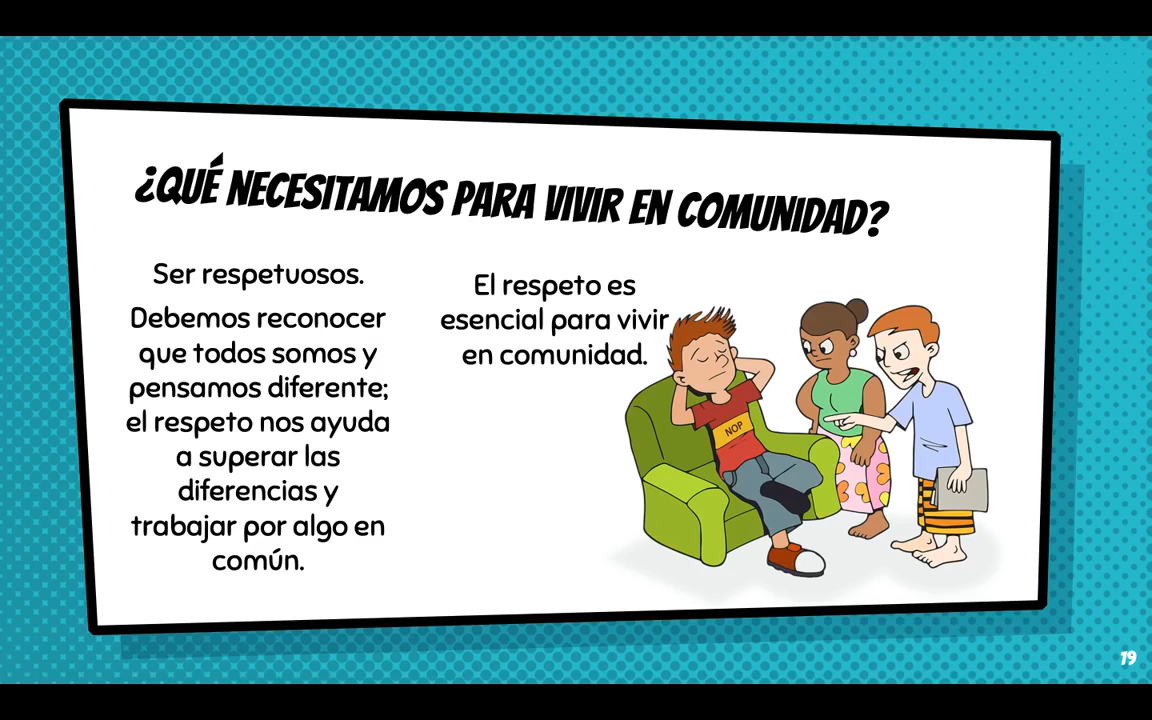 ¿QUÉ NECESITAMOS PARA VIVIR EN COMUNIDAD?
Ser respetuosos.
Debemos reconocer
que todos somos y
pensamos diferente;
el respeto nos ayuda
a superar las
diferencias y
trabajar por algo en
común.
El respeto es
esencial para vivir
en comunidad.
NOP
19